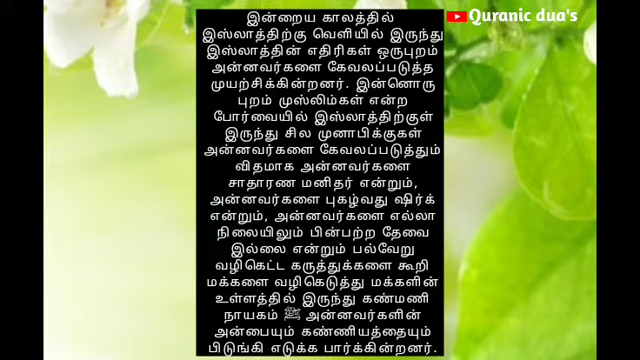 இன்றைய காலத்தில்
Quranic dua's
இஸ்லாத்திற்கு வெளியில் இருந்து
இஸ்லாத்தின் எதிரிகள் ஒருபுறம்
அன்னவர்களை கேவலப்படுத்த
முயற்சிக்கின்றனர். இன்னொரு
புறம் முஸ்லிம்கள் என்ற
போர்வையில் இஸ்லாத்திற்குள்
இருந்து சில முனாபிக்குகள்
அன்னவர்களை கேவலப்படுத்தும்
விதமாக அன்னவர்களை
சாதாரண மனிதர் என்றும்,
அன்னவர்களை புகழ்வது ஷிர்க்
என்றும், அன்னவர்களை எல்லா
நிலையிலும் பின்பற்ற தேவை
இல்லை என்றும் பல்வேறு
வழிகெட்ட கருத்துக்களை கூறி
மக்களை வழிகெடுத்து மக்களின்
உள்ளத்தில் இருந்து கண்மணி
நாயகம் ﷺ அன்னவர்களின்
அன்பையும் கண்ணியத்தையும்
பிடுங்கி எடுக்க பார்க்கின்றனர்.